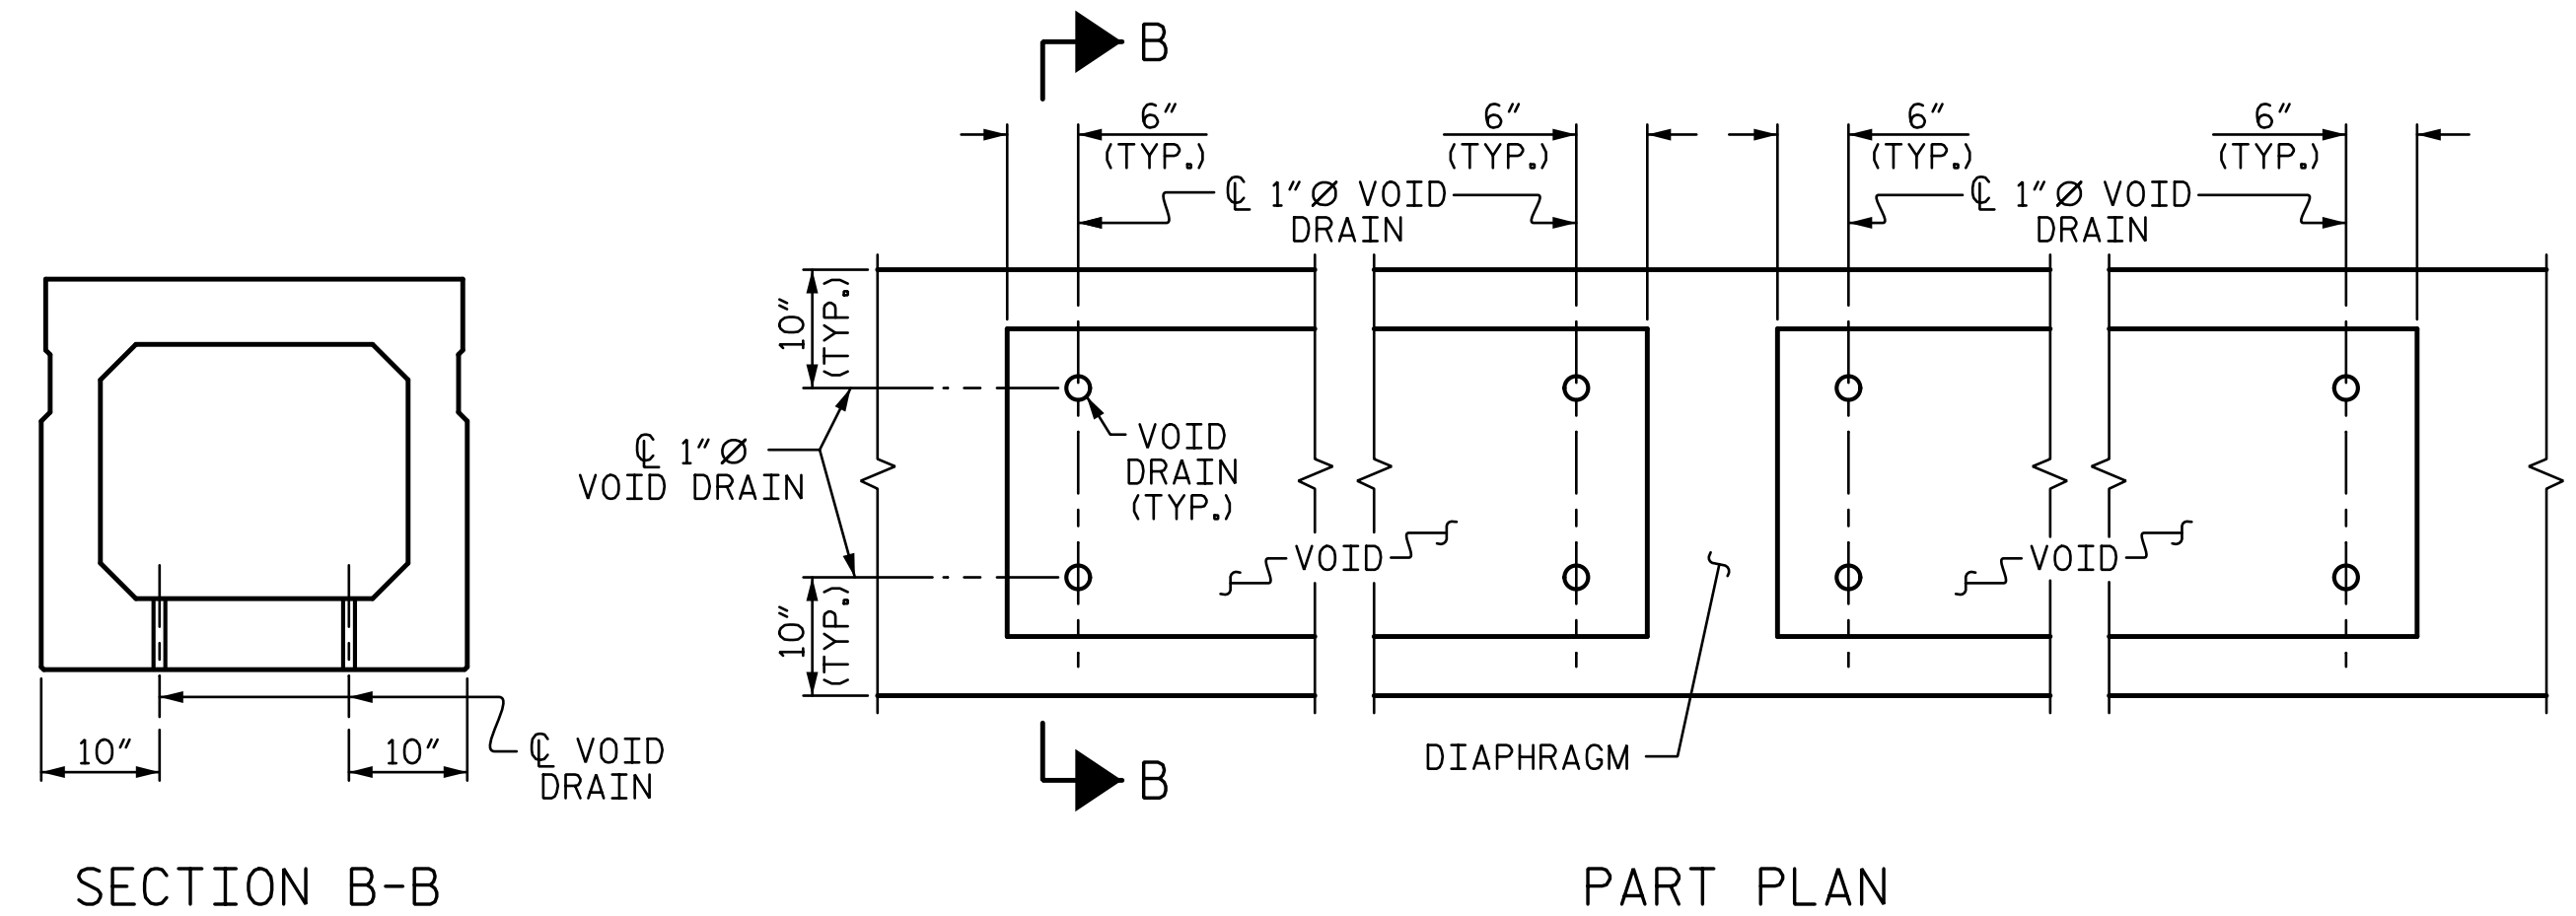 B
6″
(TYP.)
6″
(TYP.)
6″
(TYP.)
6″
(TYP.)
℄ 1″Ø VOID
DRAIN
℄ 1″Ø VOID
DRAIN
10″
(TYP.)
℄ 1″Ø
VOID DRAIN
VOID
DRAIN
(TYP.)
VOID
VOID
10″
(TYP.)
10″
10″
℄ VOID
DRAIN
DIAPHRAGM
B
SECTION B-B
PART PLAN